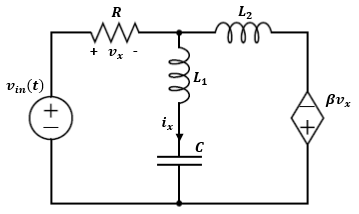 R
L₂
+ vₓ -
L₁
vᵢₙ(t)
+
−
iₓ
C
−
+
βvₓ